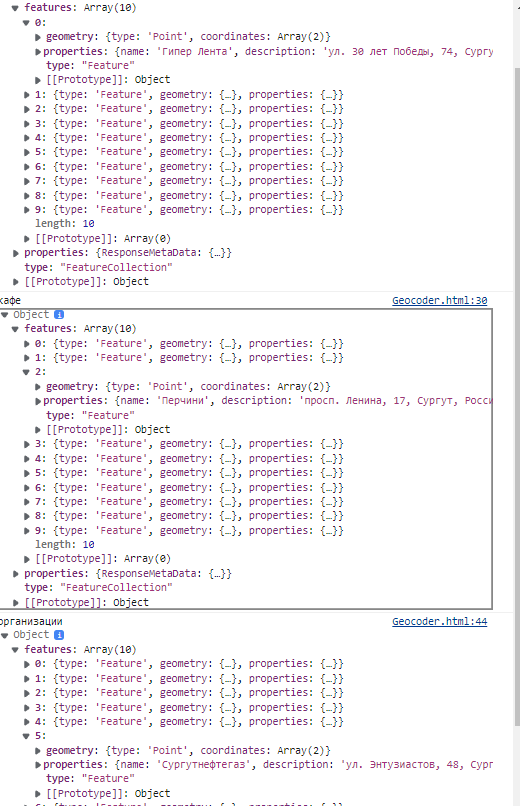 features: Array(10)
0:
geometry: {type: 'Point', coordinates: Array(2)}
properties: {name: 'Гипер Лента', description: 'ул. 30 лет Победы, 74, Сургу
type: "Feature"
[[Prototype]]: Object
1: {type: 'Feature', geometry: {…}, properties: {…}}
2: {type: 'Feature', geometry: {…}, properties: {…}}
3: {type: 'Feature', geometry: {…}, properties: {…}}
4: {type: 'Feature', geometry: {…}, properties: {…}}
5: {type: 'Feature', geometry: {…}, properties: {…}}
6: {type: 'Feature', geometry: {…}, properties: {…}}
7: {type: 'Feature', geometry: {…}, properties: {…}}
8: {type: 'Feature', geometry: {…}, properties: {…}}
9: {type: 'Feature', geometry: {…}, properties: {…}}
length: 10
[[Prototype]]: Array(0)
properties: {ResponseMetaData: {…}}
type: "FeatureCollection"
[[Prototype]]: Object
кафе Geocoder.html:30
Object i
features: Array(10)
0: {type: 'Feature', geometry: {…}, properties: {…}}
1: {type: 'Feature', geometry: {…}, properties: {…}}
2:
geometry: {type: 'Point', coordinates: Array(2)}
properties: {name: 'Перчини', description: 'просп. Ленина, 17, Сургут, Росси
type: "Feature"
[[Prototype]]: Object
3: {type: 'Feature', geometry: {…}, properties: {…}}
4: {type: 'Feature', geometry: {…}, properties: {…}}
5: {type: 'Feature', geometry: {…}, properties: {…}}
6: {type: 'Feature', geometry: {…}, properties: {…}}
7: {type: 'Feature', geometry: {…}, properties: {…}}
8: {type: 'Feature', geometry: {…}, properties: {…}}
9: {type: 'Feature', geometry: {…}, properties: {…}}
length: 10
[[Prototype]]: Array(0)
properties: {ResponseMetaData: {…}}
type: "FeatureCollection"
[[Prototype]]: Object
организации Geocoder.html:44
Object i
features: Array(10)
0: {type: 'Feature', geometry: {…}, properties: {…}}
1: {type: 'Feature', geometry: {…}, properties: {…}}
2: {type: 'Feature', geometry: {…}, properties: {…}}
3: {type: 'Feature', geometry: {…}, properties: {…}}
4: {type: 'Feature', geometry: {…}, properties: {…}}
5:
geometry: {type: 'Point', coordinates: Array(2)}
properties: {name: 'Сургутнефтегаз', description: 'ул. Энтузиастов, 48, Сург
type: "Feature"
[[Prototype]]: Object